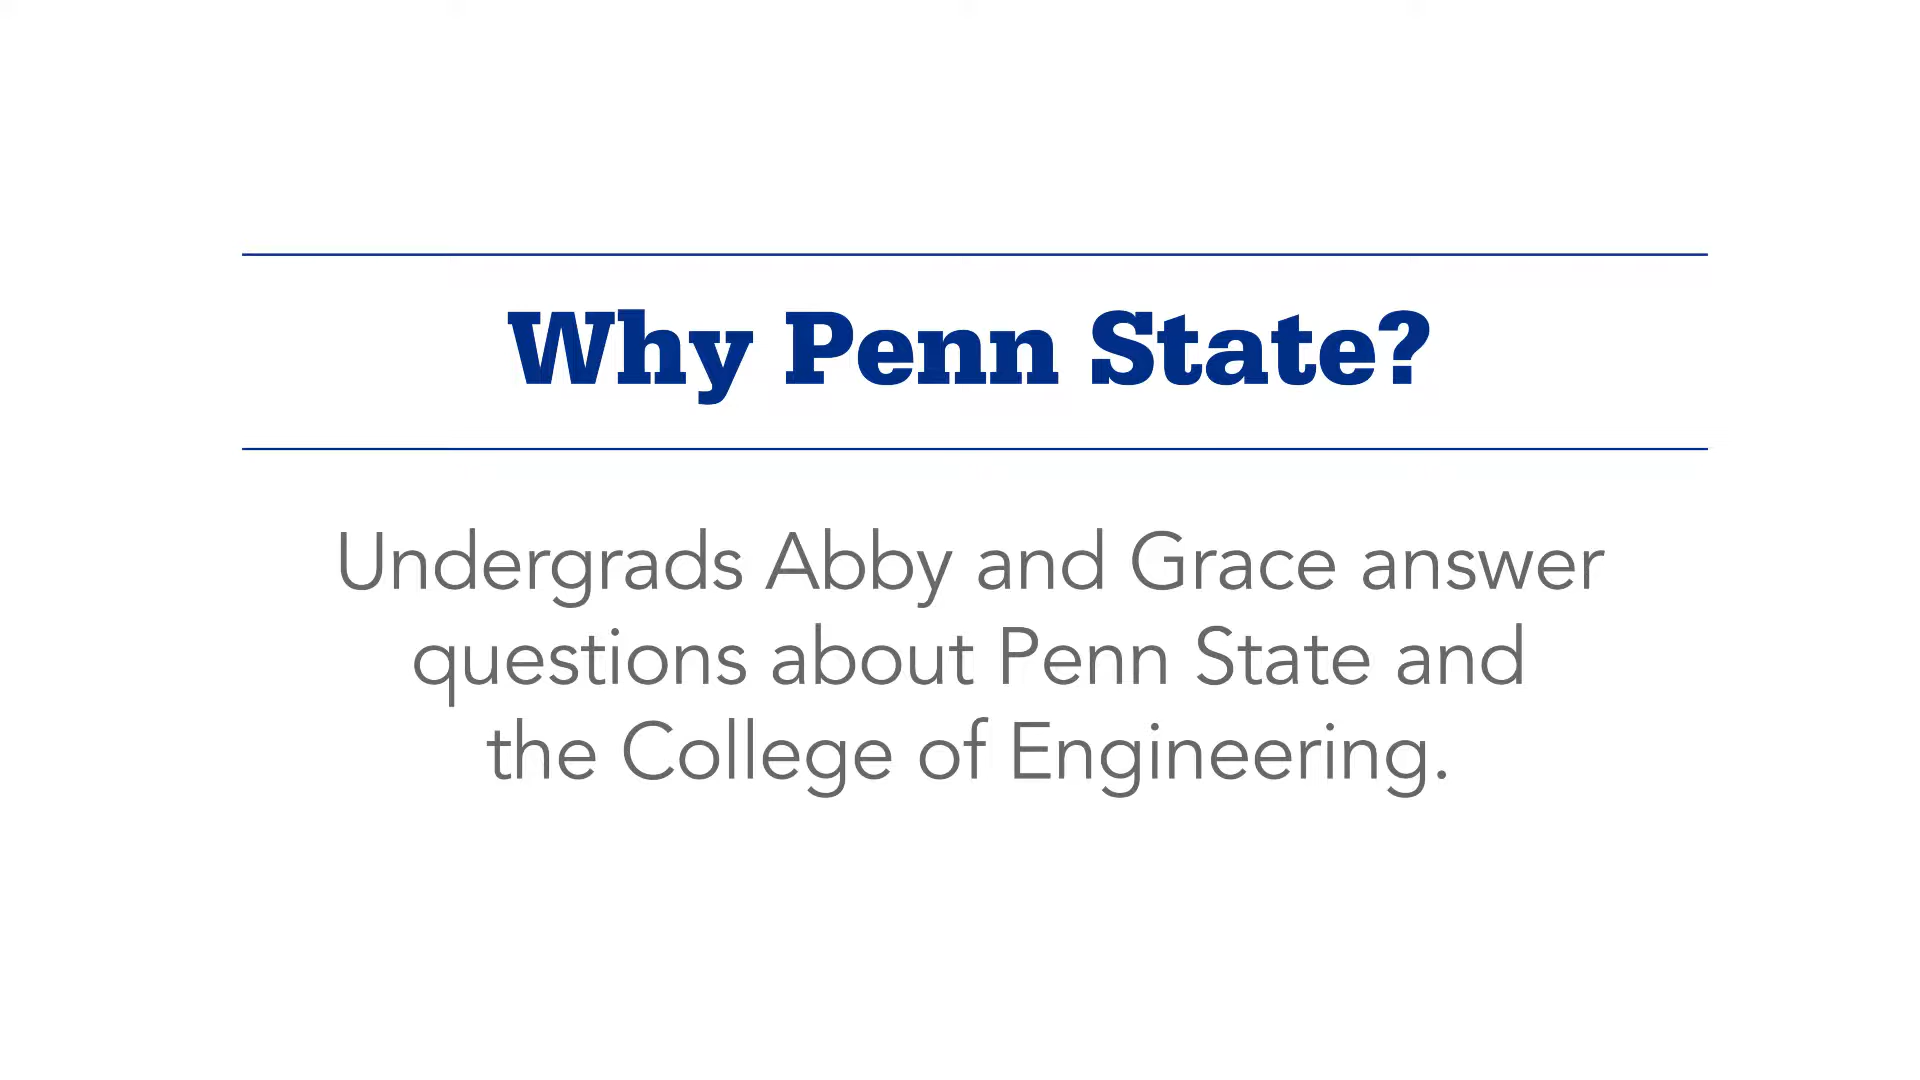 Why Penn State?
Undergrads Abby and Grace answer
questions about Penn State and
the College of Engineering.